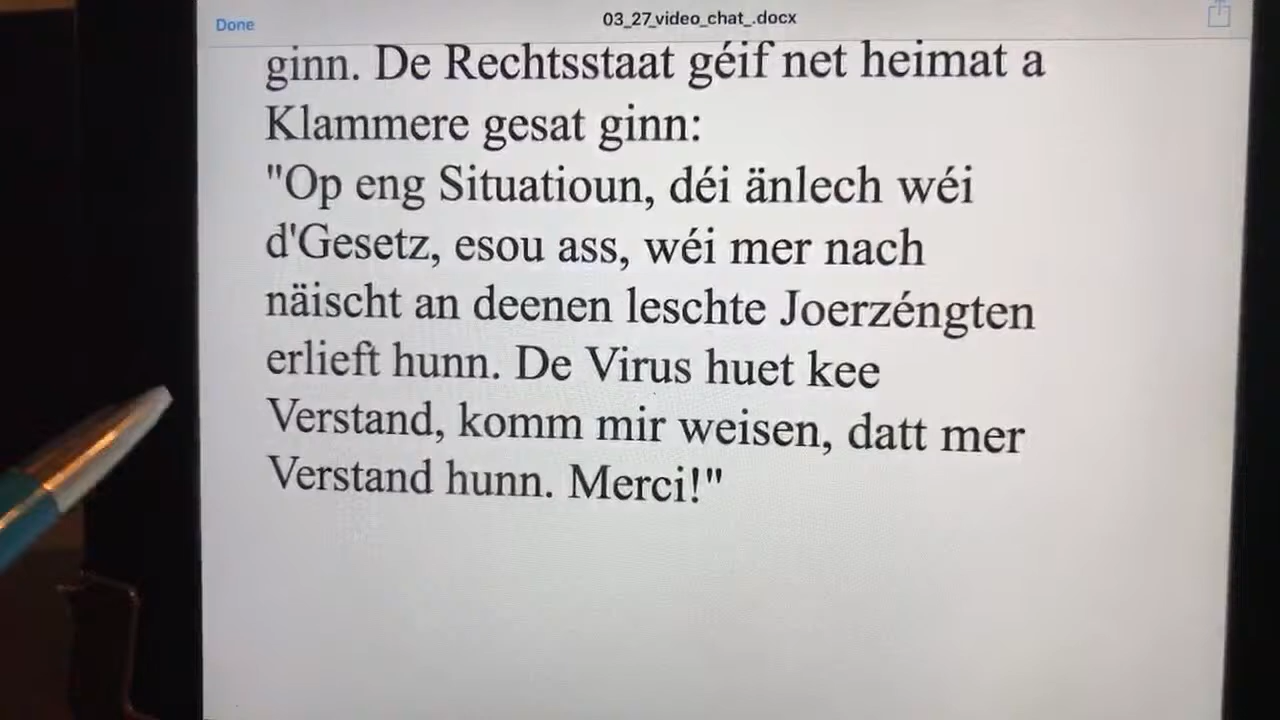 Done
03_27_video_chat_.docx
ginn. De Rechtsstaat géif net heimat a
Klammere gesat ginn:
"Op eng Situatioun, déi änlech wéi
d'Gesetz, esou ass, wéi mer nach
näischt an deenen leschte Joerzéngten
erlieft hunn. De Virus huet kee
Verstand, komm mir weisen, datt mer
Verstand hunn. Merci!"